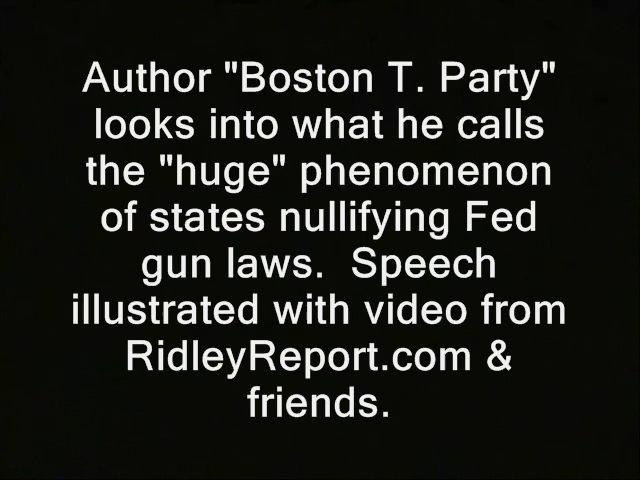 Author "Boston T. Party"
looks into what he calls
the "huge" phenomenon
of states nullifying Fed
gun laws.  Speech
illustrated with video from
RidleyReport.com &
friends.